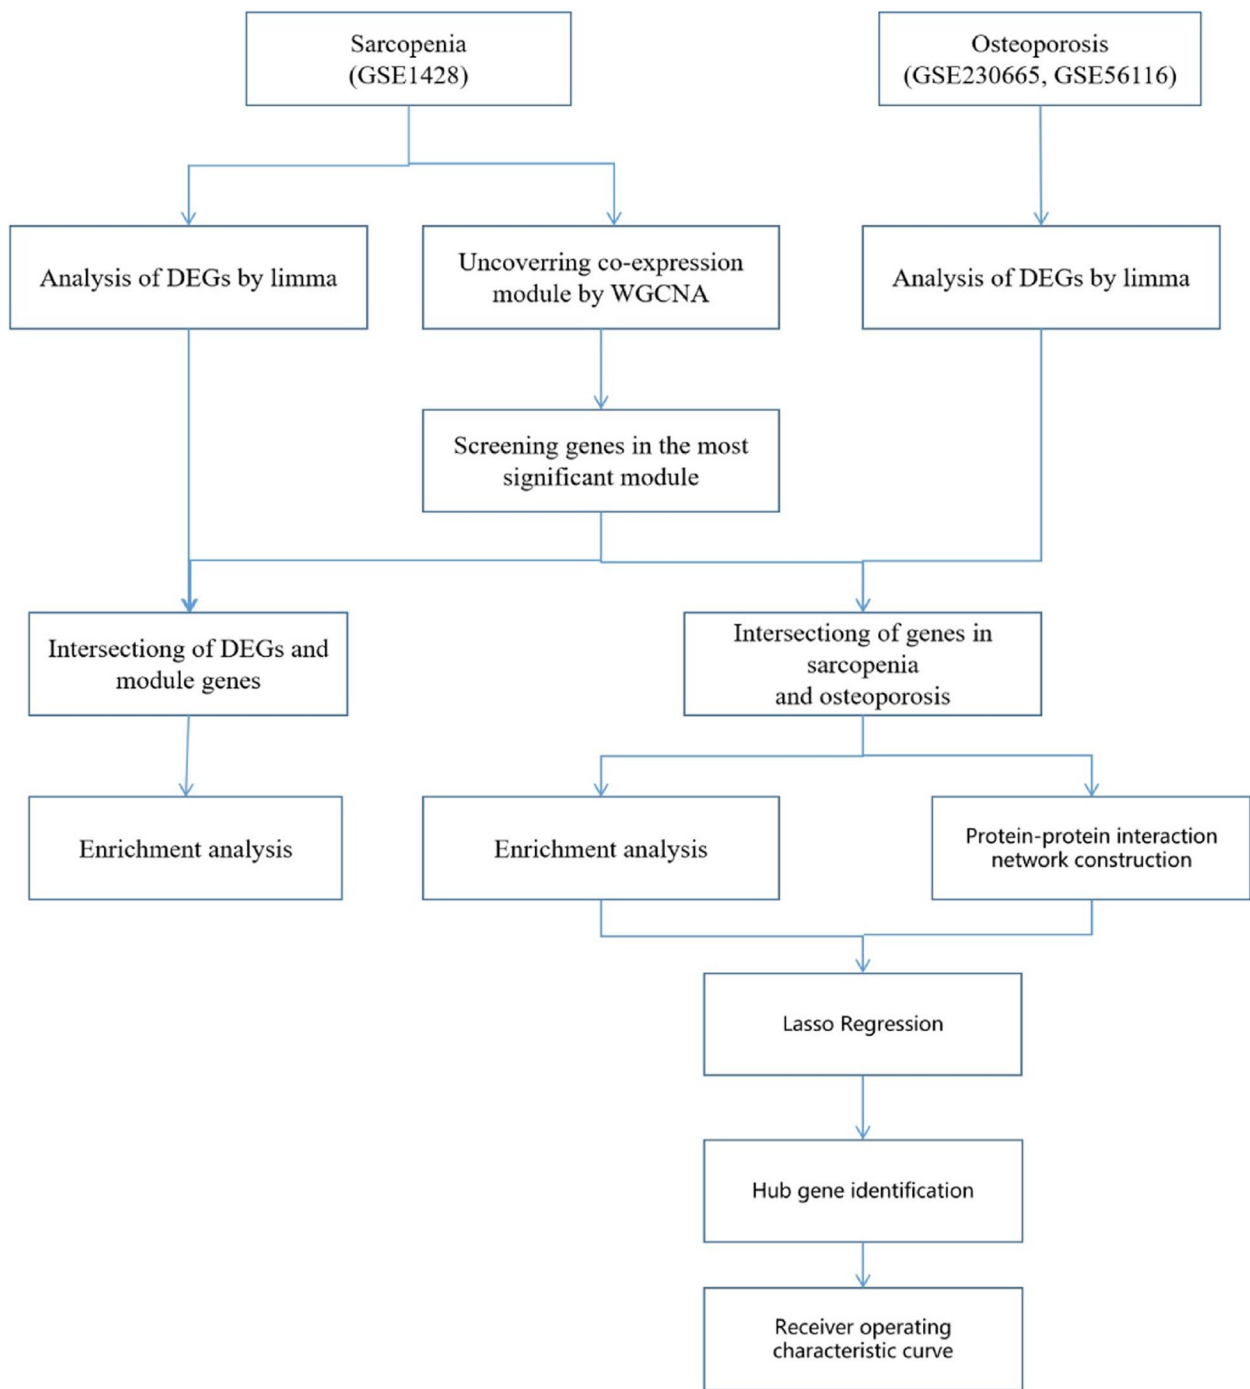 Sarcopenia
(GSE1428)
Osteoporosis
(GSE230665, GSE56116)
Analysis of DEGs by limma
Uncoverring co-expression
module by WGCNA
Analysis of DEGs by limma
Screening genes in the most
significant module
Intersectiong of DEGs and
module genes
Intersectiong of genes in
sarcopenia
and osteoporosis
Enrichment analysis
Enrichment analysis
Protein-protein interaction
network construction
Lasso Regression
Hub gene identification
Receiver operating
characteristic curve